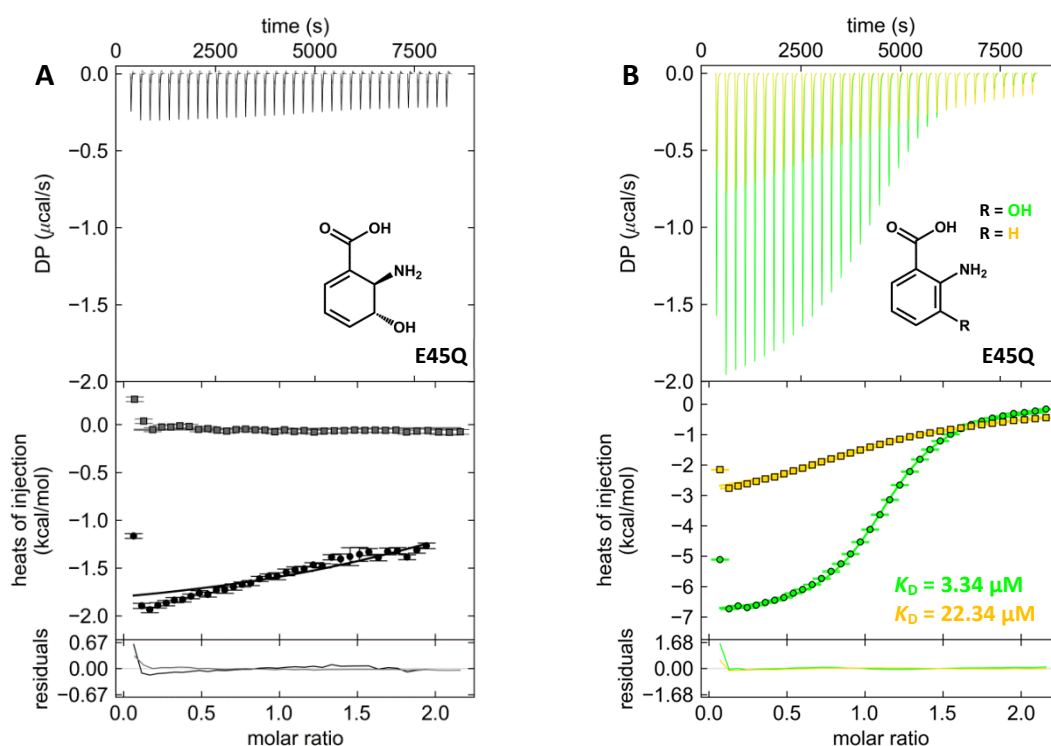 A
time (s)
0 2500 5000 7500
0.0
−0.5
−1.0
−1.5
−2.0
DP (μcal/s)
O
OH
NH2
OH
E45Q
0.0
−0.5
−1.0
−1.5
−2.0
heats of injection
(kcal/mol)
0.67
0.00
−0.67
residuals
0.0 0.5 1.0 1.5 2.0
molar ratio
B
time (s)
0 2500 5000 7500
0.0
−0.5
−1.0
−1.5
−2.0
DP (μcal/s)
R = OH
R = H
O
OH
NH2
R
E45Q
0
−1
−2
−3
−4
−5
−6
−7
heats of injection
(kcal/mol)
KD = 3.34 μM
KD = 22.34 μM
1.68
0.00
−1.68
residuals
0.0 0.5 1.0 1.5 2.0
molar ratio